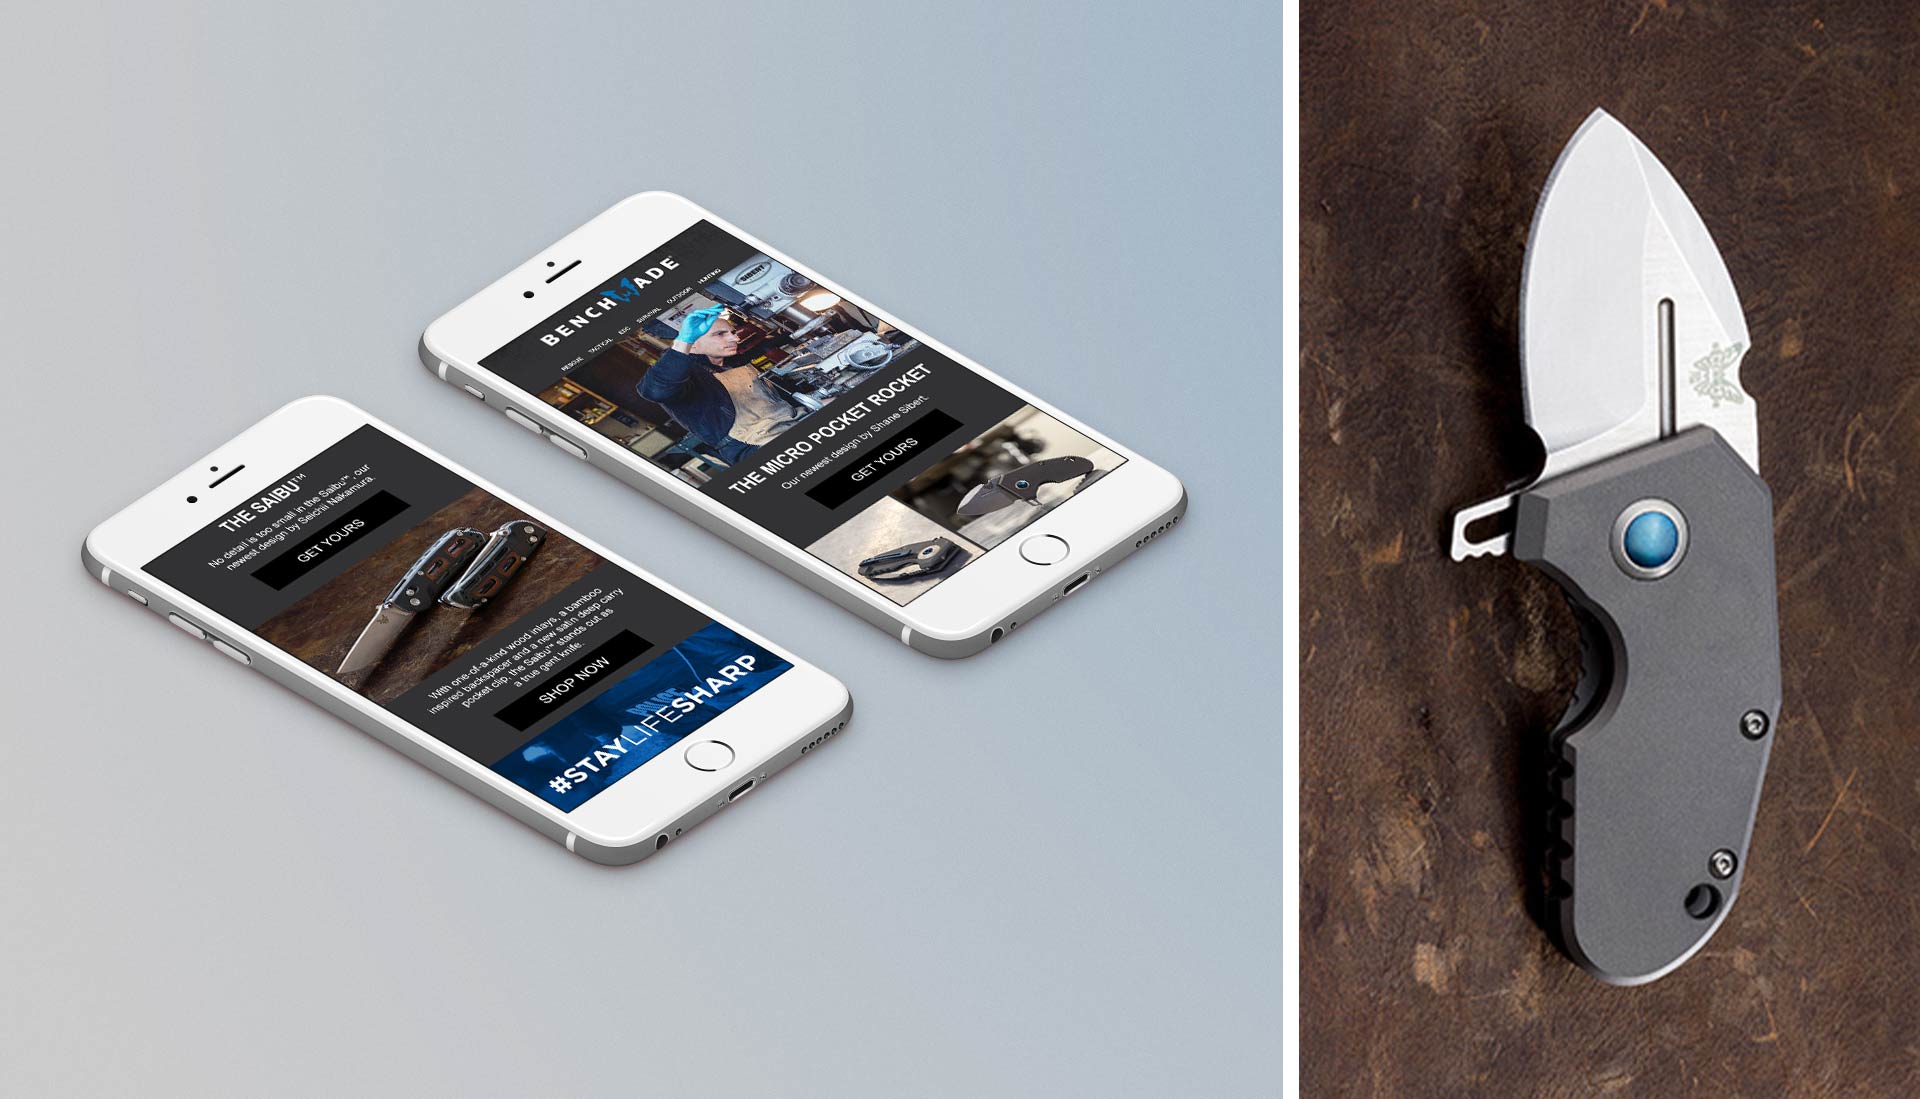 BENCHMADE
RESCUE TACTICAL EDC SURVIVAL OUTDOOR HUNTING
SIBERT
THE MICRO POCKET ROCKET
Our newest design by Shane Sibert.
GET YOURS
THE SAIBU™
No detail is too small in the Saibu™, our
newest design by Seichii Nakamura.
GET YOURS
With one-of-a-kind wood inlays, a bamboo
inspired backspacer and a new satin deep carry
pocket clip, the Saibu™ stands out as
a true gent knife.
SHOP NOW
POLICE
#STAYLIFESHARP